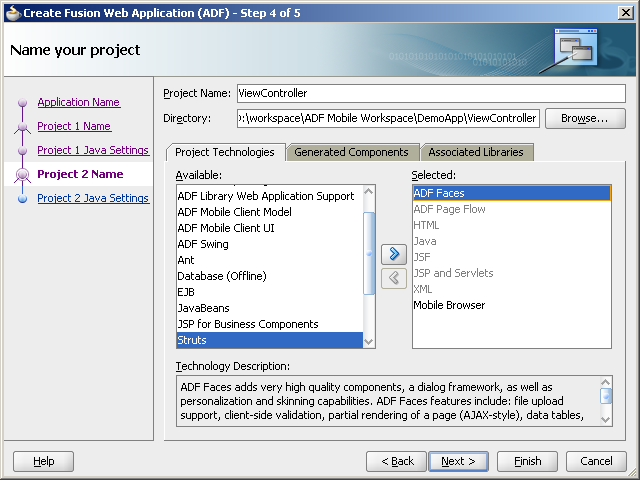 Create Fusion Web Application (ADF) - Step 4 of 5
Name your project
Application Name
Project 1 Name
Project 1 Java Settings
Project 2 Name
Project 2 Java Settings
Project Name: ViewController
Directory: :\workspace\ADF Mobile Workspace\DemoApp\ViewController Browse...
Project Technologies Generated Components Associated Libraries
Available:
ADF Library Web Application Support
ADF Mobile Client Model
ADF Mobile Client UI
ADF Swing
Ant
Database (Offline)
EJB
JavaBeans
JSP for Business Components
Struts
Selected:
ADF Faces
ADF Page Flow
HTML
Java
JSF
JSP and Servlets
XML
Mobile Browser
Technology Description:
ADF Faces adds very high quality components, a dialog framework, as well as
personalization and skinning capabilities. ADF Faces features include: file upload
support, client-side validation, partial rendering of a page (AJAX-style), data tables,
Help < Back Next > Finish Cancel